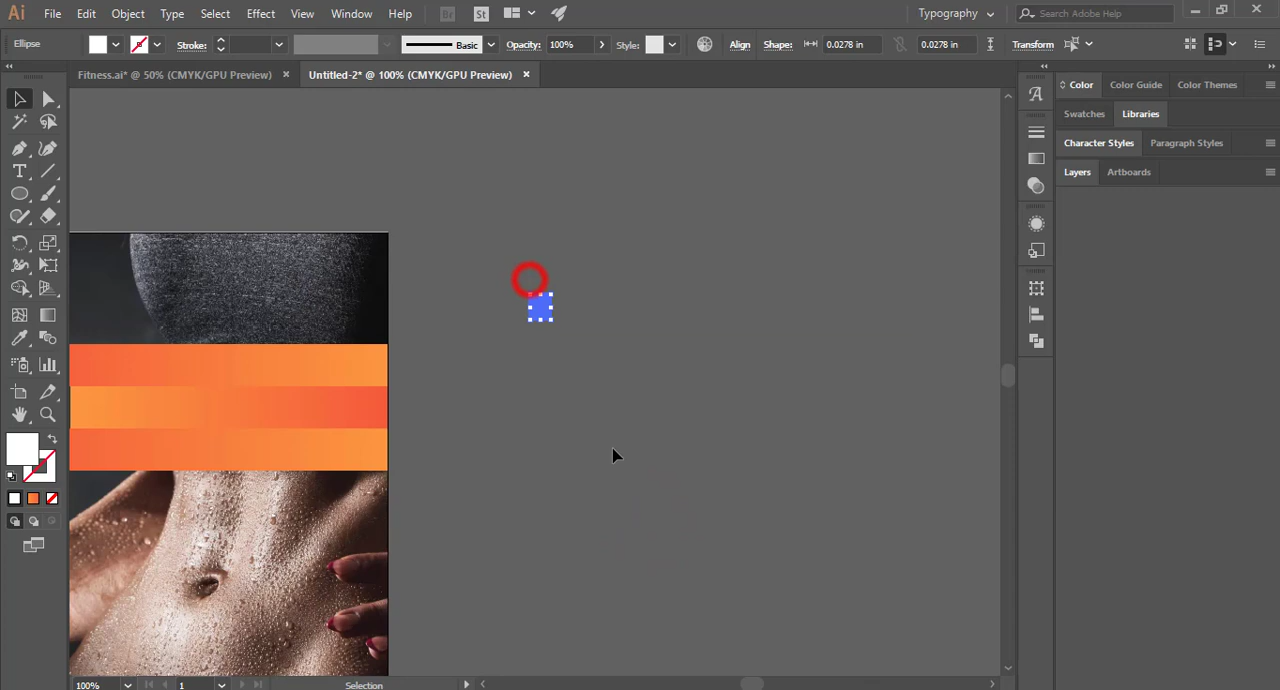 Ai File Edit Object Type Select Effect View Window Help Br St Typography Search Adobe Help
Ellipse Stroke: Basic Opacity: 100% Style: Align Shape: 0.0278 in 0.0278 in Transform
Fitness.ai* @ 50% (CMYK/GPU Preview) Untitled-2* @ 100% (CMYK/GPU Preview)
Color Color Guide Color Themes
Swatches Libraries
Character Styles Paragraph Styles
Layers Artboards
100% 1 Selection